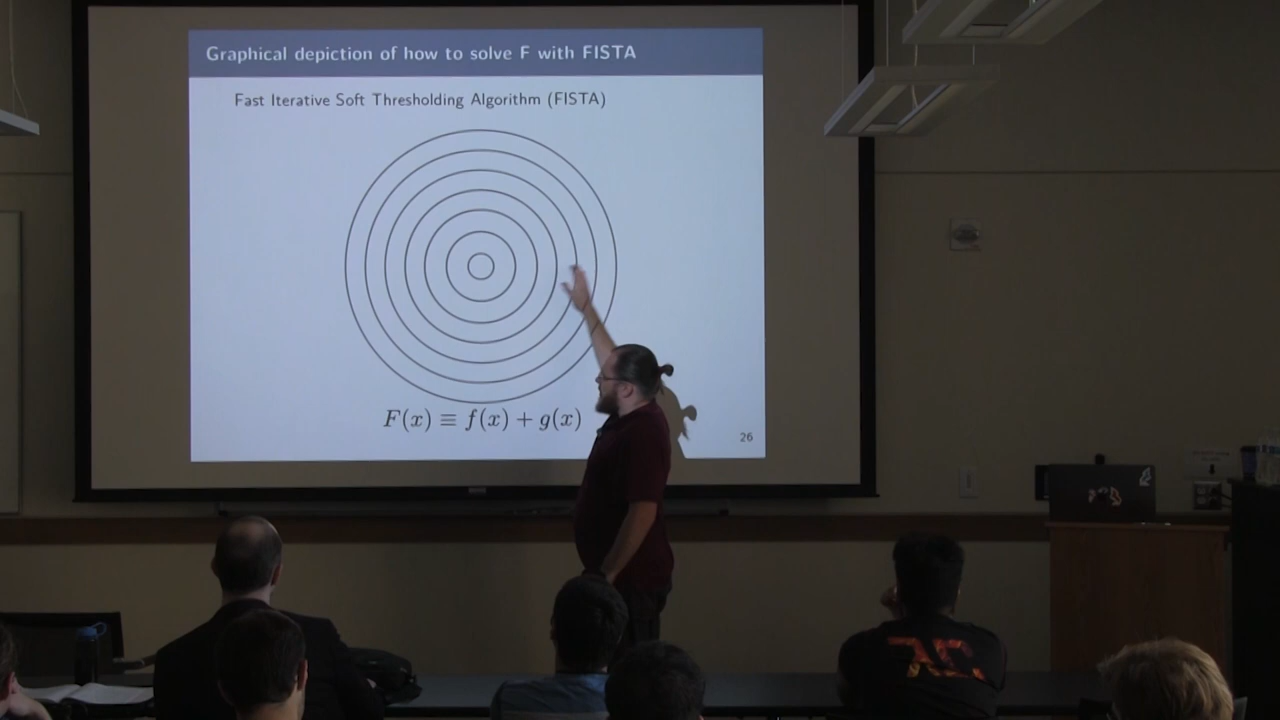 Graphical depiction of how to solve F with FISTA
Fast Iterative Soft Thresholding Algorithm (FISTA)
F(x) ≡ f(x) + g(x)
26